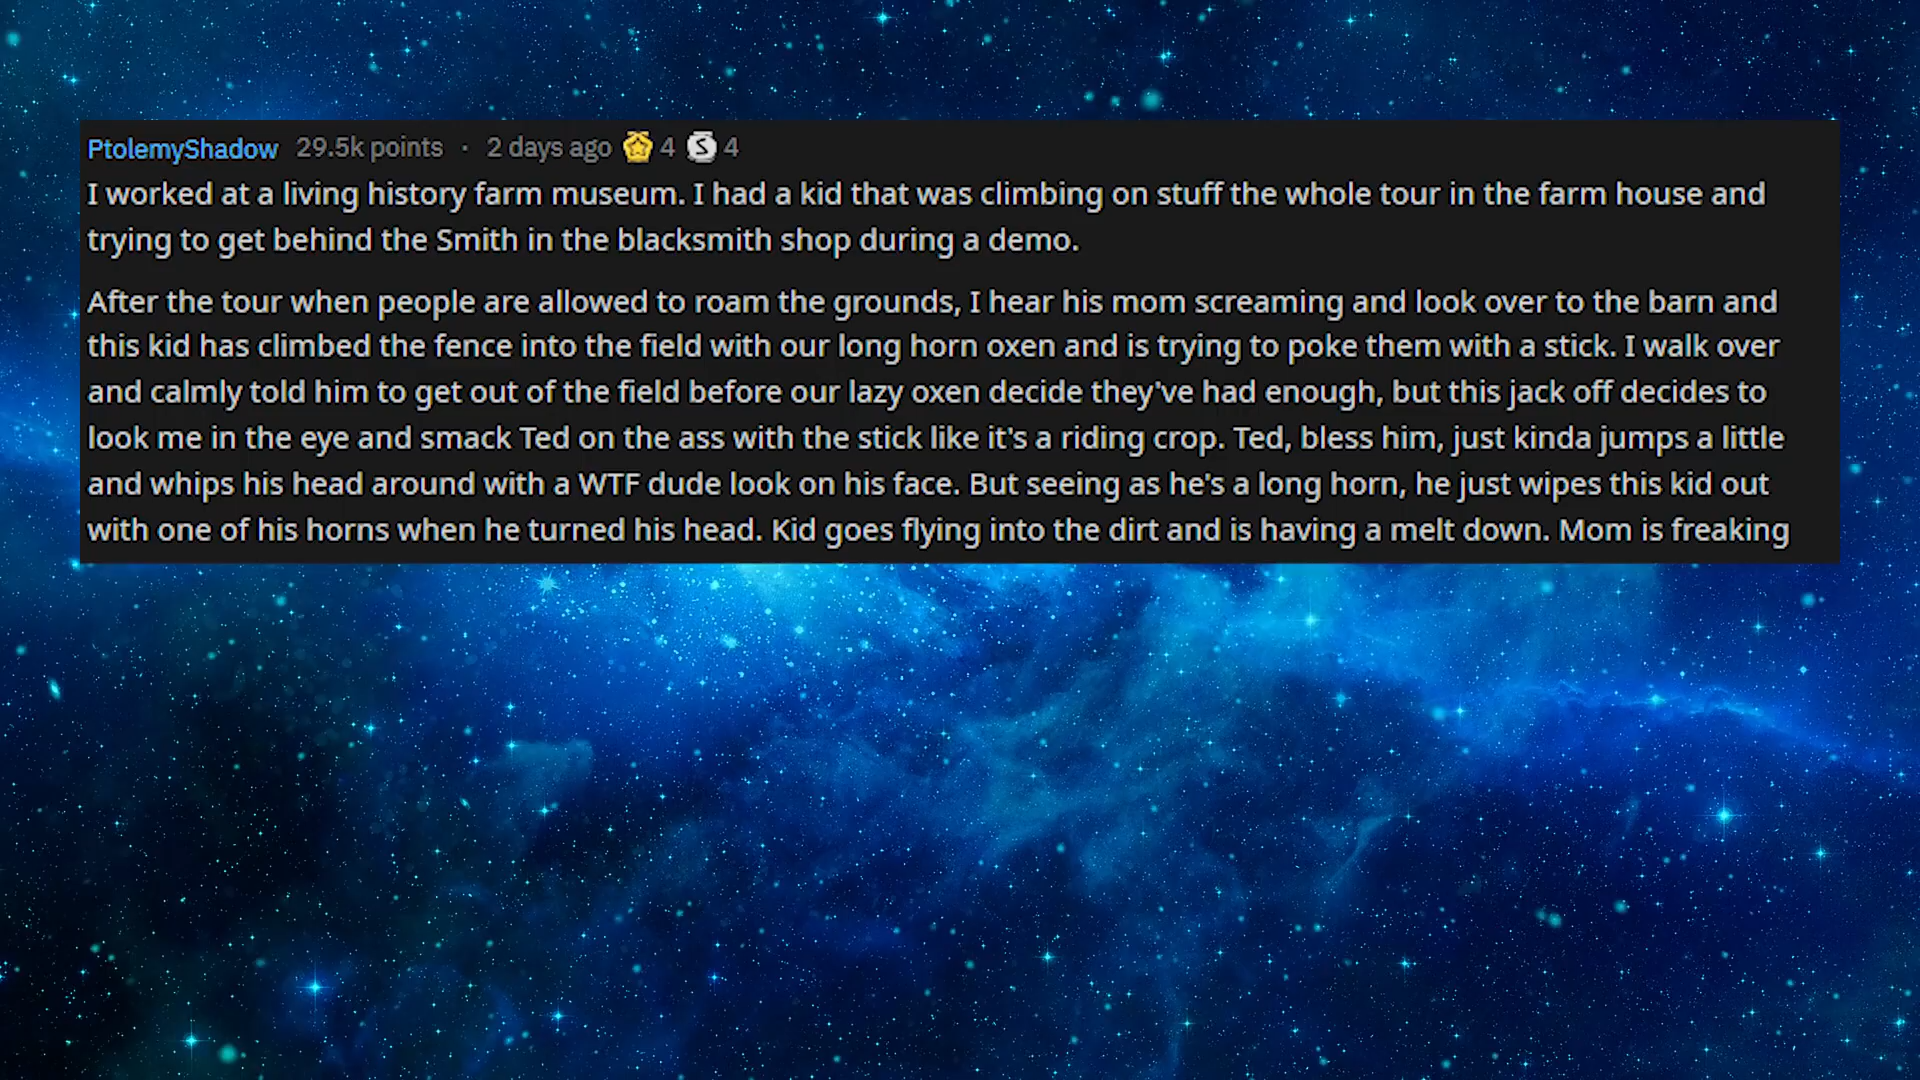 PtolemyShadow 29.5k points · 2 days ago 4 S 4
I worked at a living history farm museum. I had a kid that was climbing on stuff the whole tour in the farm house and
trying to get behind the Smith in the blacksmith shop during a demo.
After the tour when people are allowed to roam the grounds, I hear his mom screaming and look over to the barn and
this kid has climbed the fence into the field with our long horn oxen and is trying to poke them with a stick. I walk over
and calmly told him to get out of the field before our lazy oxen decide they've had enough, but this jack off decides to
look me in the eye and smack Ted on the ass with the stick like it's a riding crop. Ted, bless him, just kinda jumps a little
and whips his head around with a WTF dude look on his face. But seeing as he's a long horn, he just wipes this kid out
with one of his horns when he turned his head. Kid goes flying into the dirt and is having a melt down. Mom is freaking